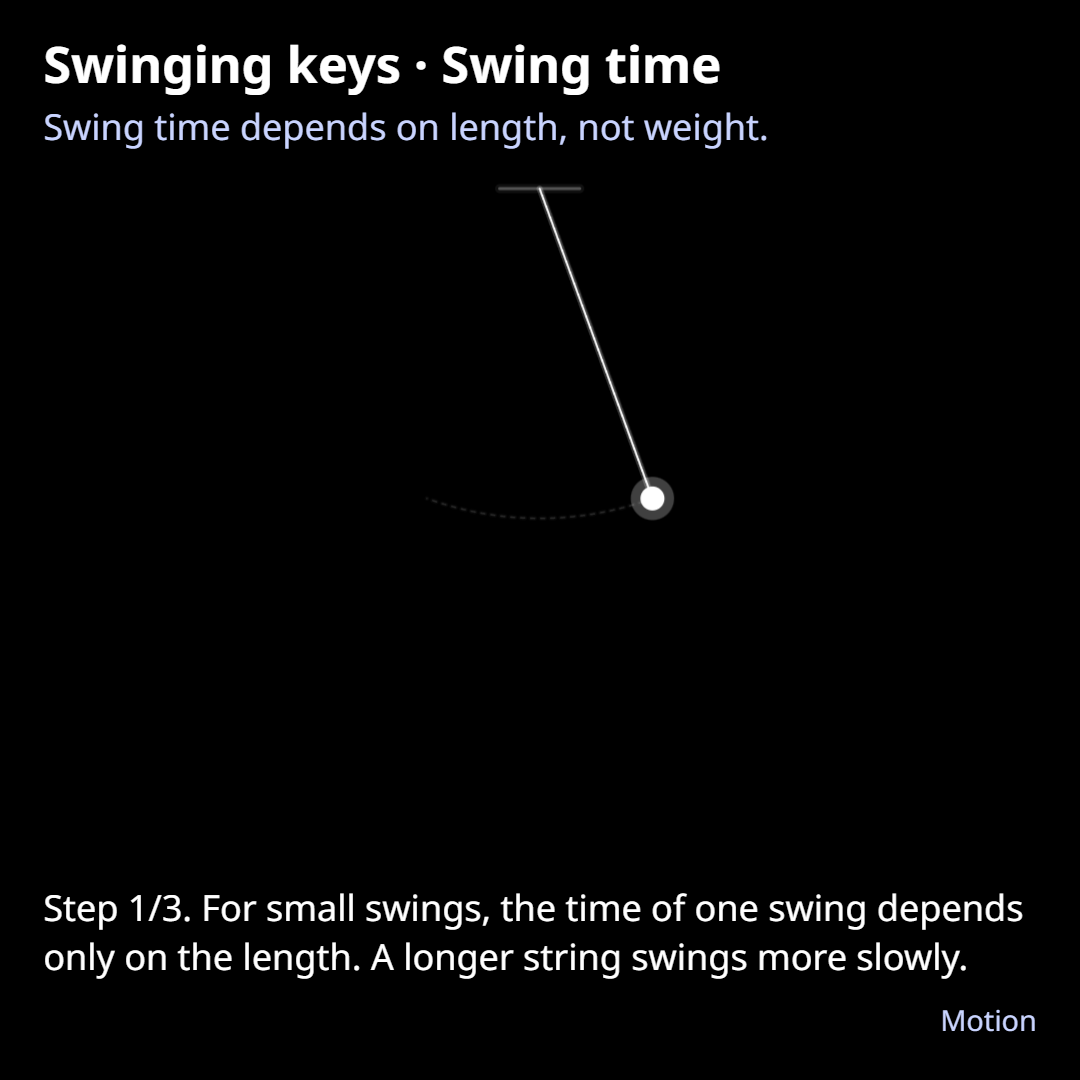 Swinging keys · Swing time
Swing time depends on length, not weight.
Step 1/3. For small swings, the time of one swing depends
only on the length. A longer string swings more slowly.
Motion